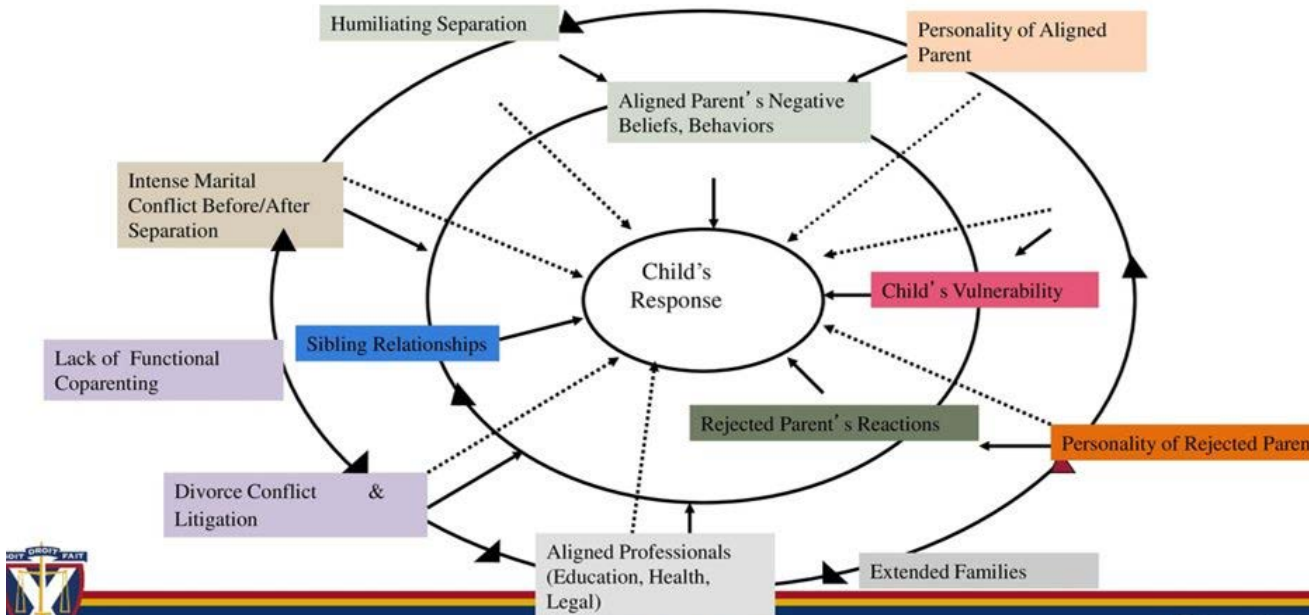 Humiliating Separation
Personality of Aligned
Parent
Aligned Parent's Negative
Beliefs, Behaviors
Intense Marital
Conflict Before/After
Separation
Child's
Response
Child's Vulnerability
Sibling Relationships
Lack of Functional
Coparenting
Rejected Parent's Reactions
Personality of Rejected Paren
Divorce Conflict &
Litigation
Aligned Professionals
(Education, Health,
Legal)
Extended Families
DROIT FAIT